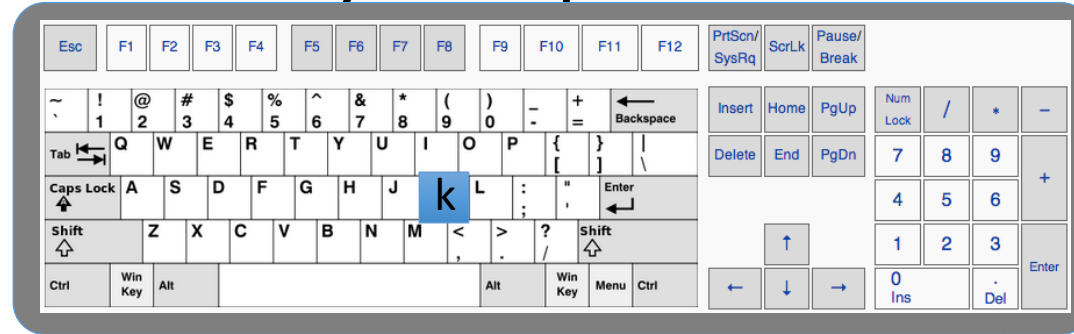 Esc F1 F2 F3 F4 F5 F6 F7 F8 F9 F10 F11 F12 PrtScn/ SysRq ScrLk Pause/ Break
~ ! @ # $ % ^ & * ( ) _ + Backspace Insert Home PgUp Num Lock / * −
` 1 2 3 4 5 6 7 8 9 0 - =
Tab Q W E R T Y U I O P { } | Delete End PgDn 7 8 9 +
[ ] \
Caps Lock A S D F G H J k L : " Enter 4 5 6
; '
Shift Z X C V B N M < > ? Shift ↑ 1 2 3 Enter
, . /
Ctrl Win Key Alt Alt Win Key Menu Ctrl ← ↓ → 0 Ins . Del